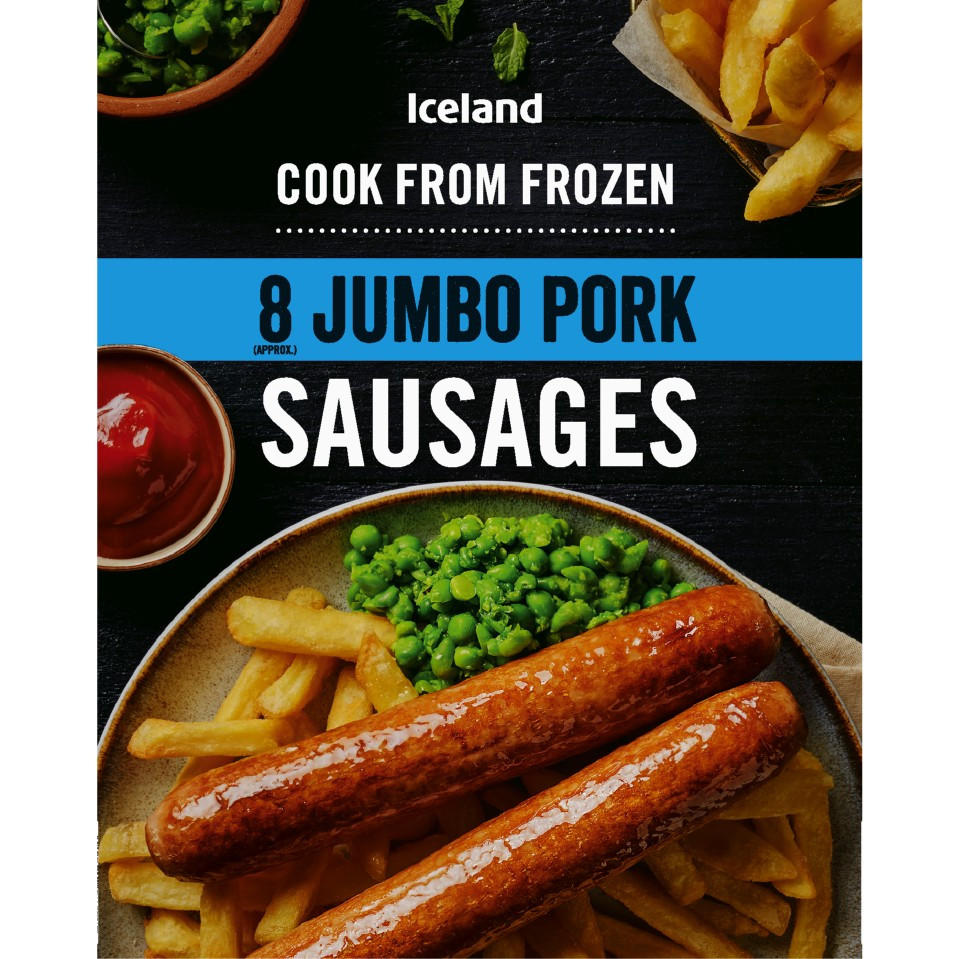 Iceland
COOK FROM FROZEN
8 JUMBO PORK
(APPROX.)
SAUSAGES